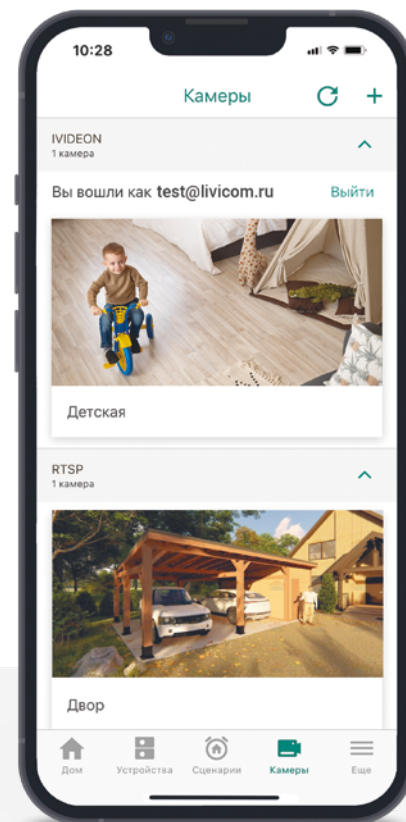 10:28
Камеры
IVIDEON
1 камера
Вы вошли как test@livicom.ru Выйти
Детская
RTSP
1 камера
Двор
Дом Устройства Сценарии Камеры Еще